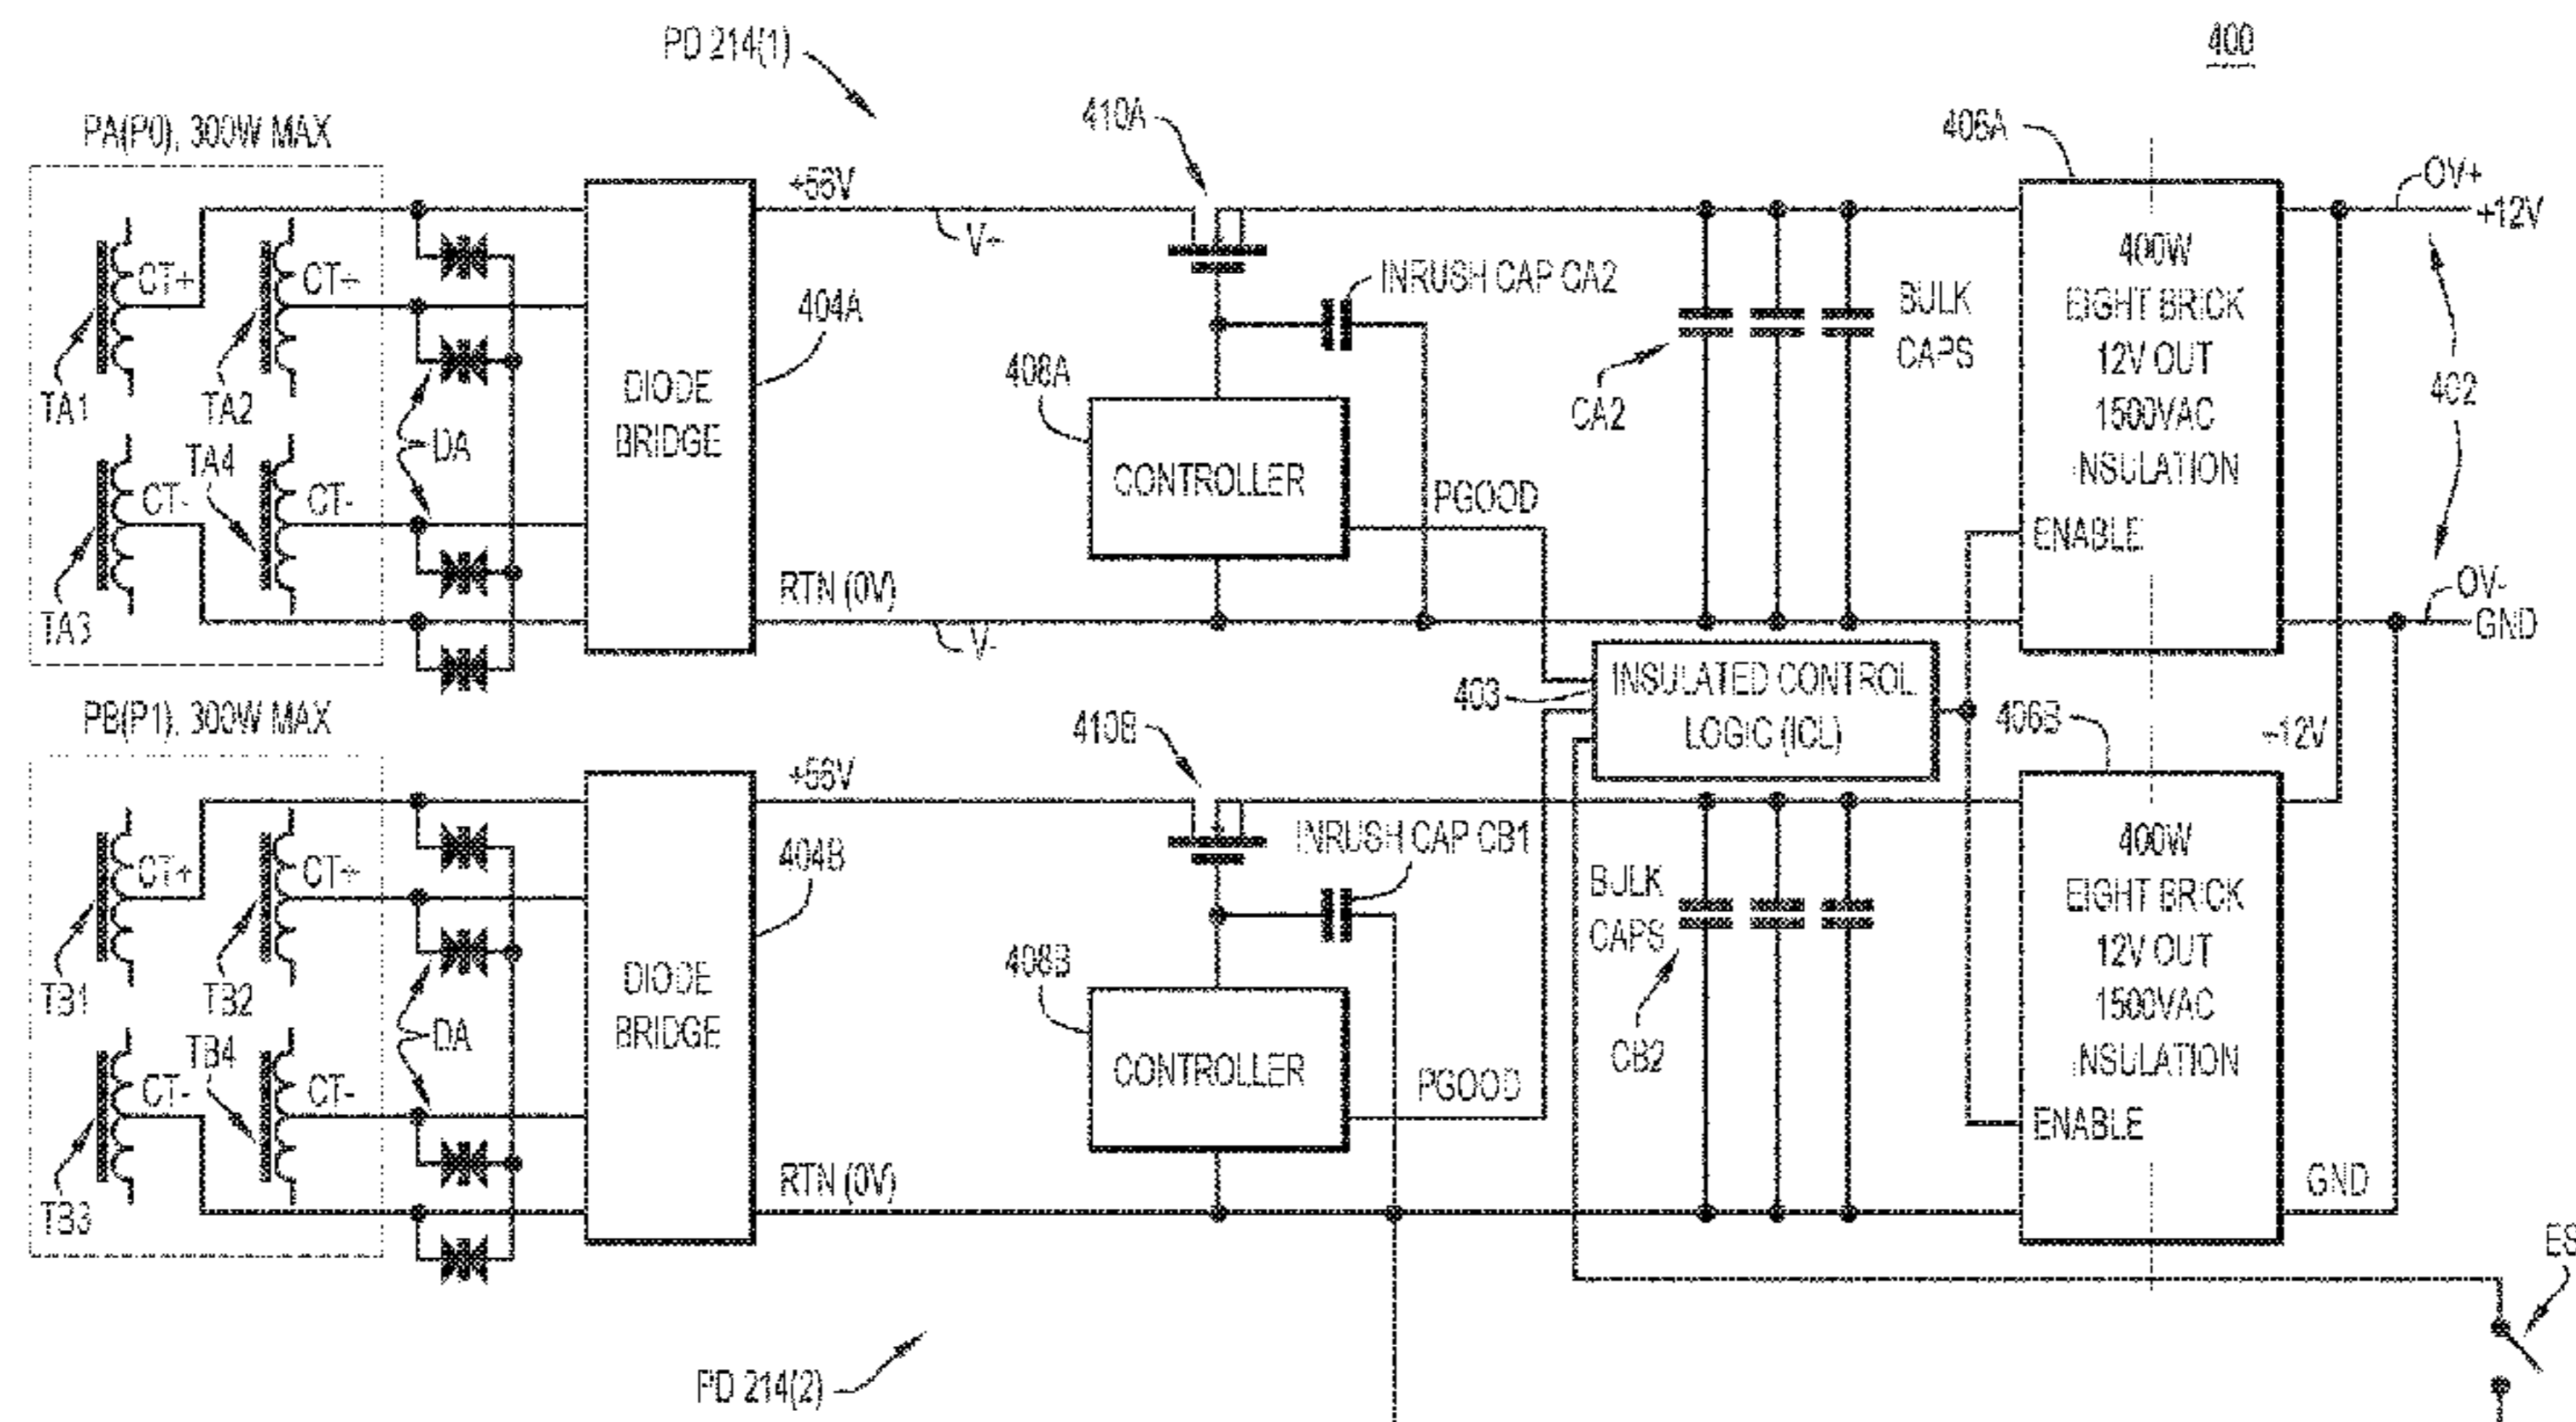 400
PD 214(1)
PA(P0), 300W MAX
410A
406A
+56V
V+
OV+
+12V
CT+
CT+
TA1
TA2
404A
INRUSH CAP CA2
BULK
CAPS
CA2
400W
EIGHT BRICK
12V OUT
1500VAC
INSULATION
ENABLE
402
DIODE
BRIDGE
408A
CONTROLLER
PGOOD
DA
TA4
CT-
CT-
TA3
RTN (0V)
V-
OV-
GND
403
INSULATED CONTROL
LOGIC (ICL)
PB(P1), 300W MAX
410B
406B
+12V
+56V
CT+
CT+
TB1
TB2
404B
INRUSH CAP CB1
BULK
CAPS
CB2
400W
EIGHT BRICK
12V OUT
1500VAC
INSULATION
ENABLE
DIODE
BRIDGE
408B
CONTROLLER
PGOOD
DA
TB4
CT-
CT-
TB3
RTN (0V)
GND
ES
PD 214(2)